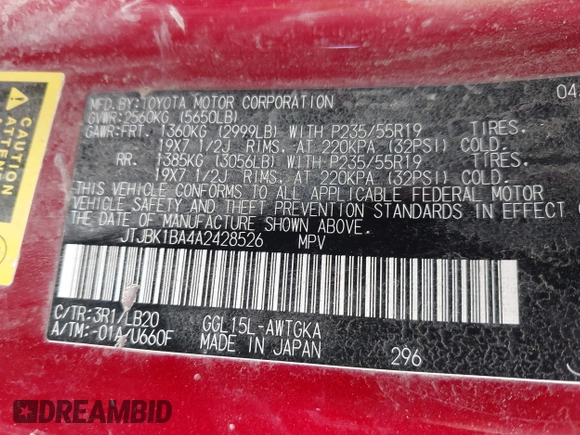 CAUTION
MFD.BY:TOYOTA MOTOR CORPORATION 04
GVWR:2560KG (5650LB)
GAWR:FRT. 1360KG (2999LB) WITH P235/55R19 TIRES.
19X7 1/2J RIMS. AT 220KPA (32PSI) COLD.
RR. 1385KG (3056LB) WITH P235/55R19 TIRES.
19X7 1/2J RIMS. AT 220KPA (32PSI) COLD.
THIS VEHICLE CONFORMS TO ALL APPLICABLE FEDERAL MOTOR
VEHICLE SAFETY AND THEFT PREVENTION STANDARDS IN EFFECT
THE DATE OF MANUFACTURE SHOWN ABOVE.
JTJBK1BA4A2428526 MPV
C/TR:3R1/LB20 GGL15L-AWTGKA
A/TM:-01A/U660F MADE IN JAPAN 296
DREAMBID